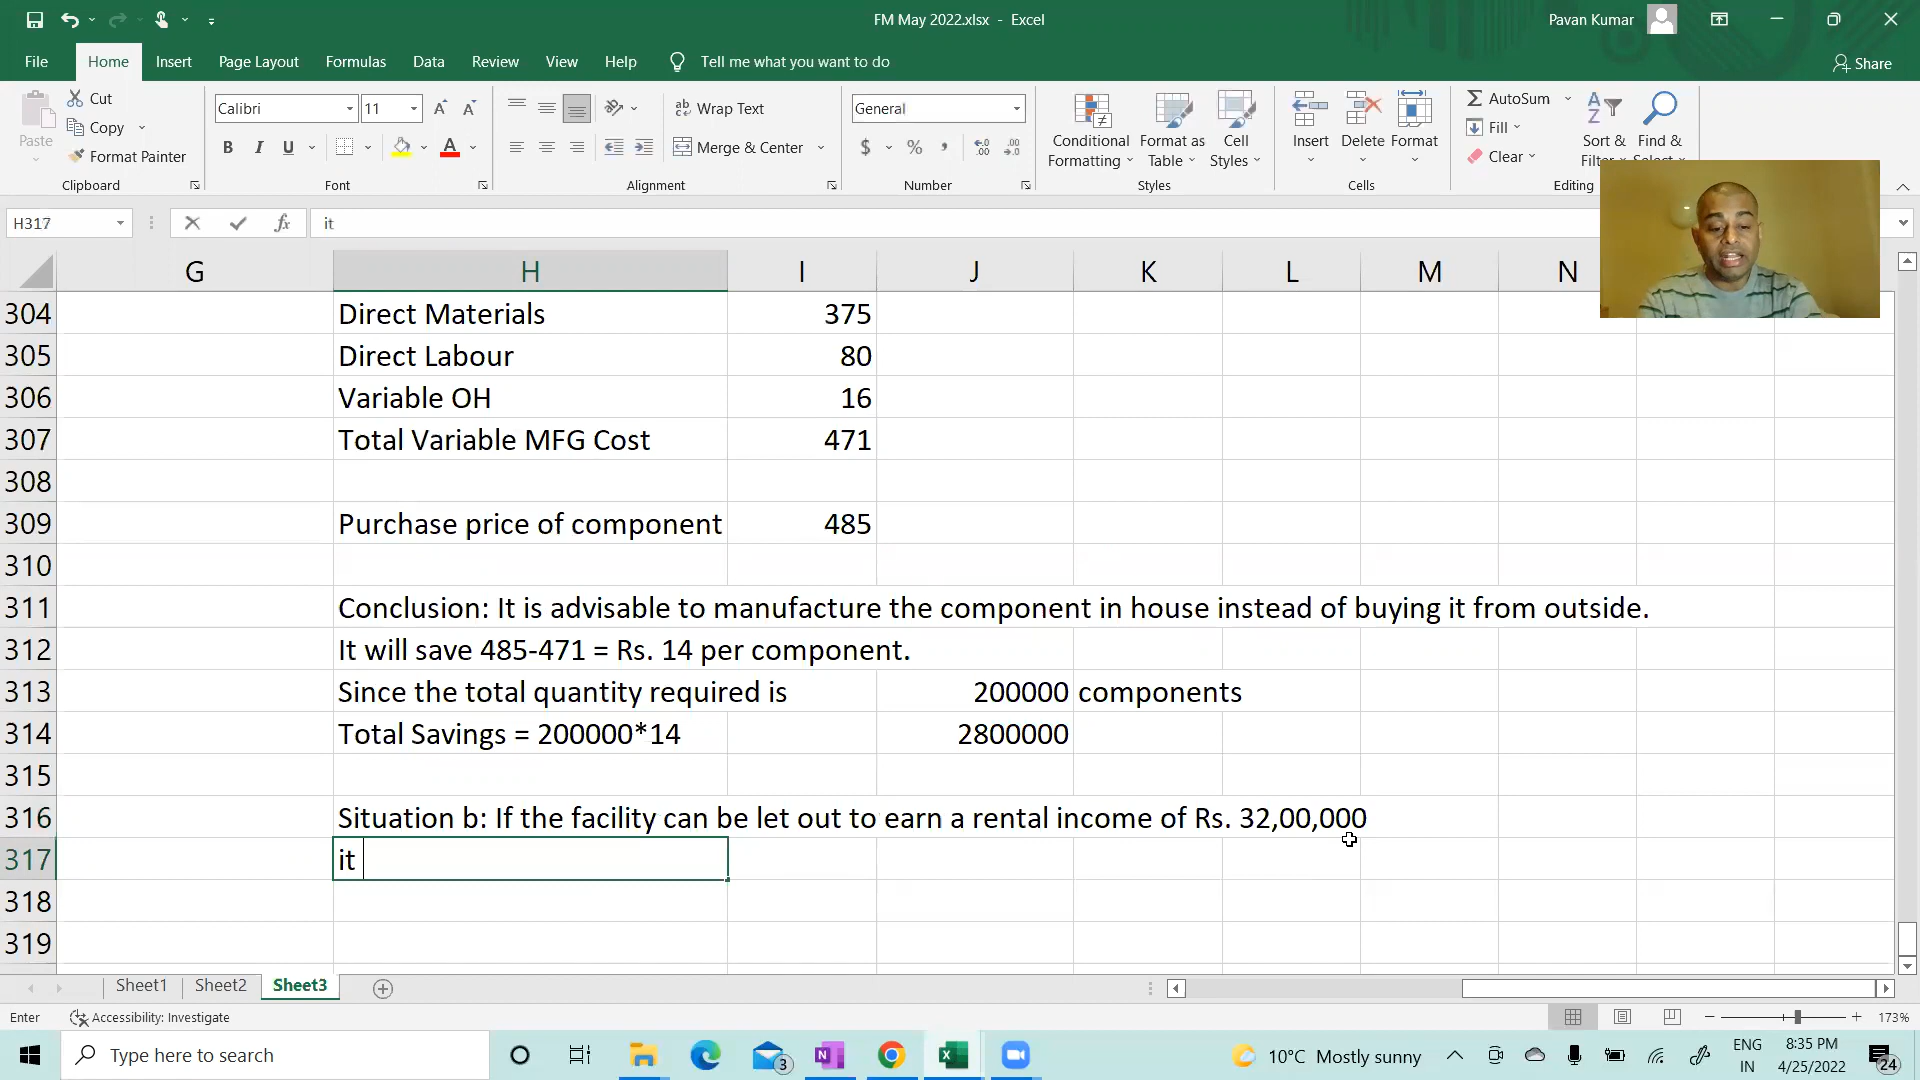 FM May 2022.xlsx - Excel
Pavan Kumar
File Home Insert Page Layout Formulas Data Review View Help Tell me what you want to do
Share
Paste
Cut
Copy
Format Painter
Clipboard
Calibri 11
B I U
Font
Wrap Text
Merge & Center
Alignment
General
$ % ,
Number
Conditional Formatting
Format as Table
Cell Styles
Styles
Insert Delete Format
Cells
AutoSum
Fill
Clear
Sort &
Filter
Find &
Editing
H317 fx it
G H I J K L M N
304 Direct Materials 375
305 Direct Labour 80
306 Variable OH 16
307 Total Variable MFG Cost 471
308
309 Purchase price of component 485
310
311 Conclusion: It is advisable to manufacture the component in house instead of buying it from outside.
312 It will save 485-471 = Rs. 14 per component.
313 Since the total quantity required is 200000 components
314 Total Savings = 200000*14 2800000
315
316 Situation b: If the facility can be let out to earn a rental income of Rs. 32,00,000
317 it
318
319
Sheet1 Sheet2 Sheet3
Enter Accessibility: Investigate 173%
Type here to search
3
10°C Mostly sunny
ENG
IN
8:35 PM
4/25/2022
24